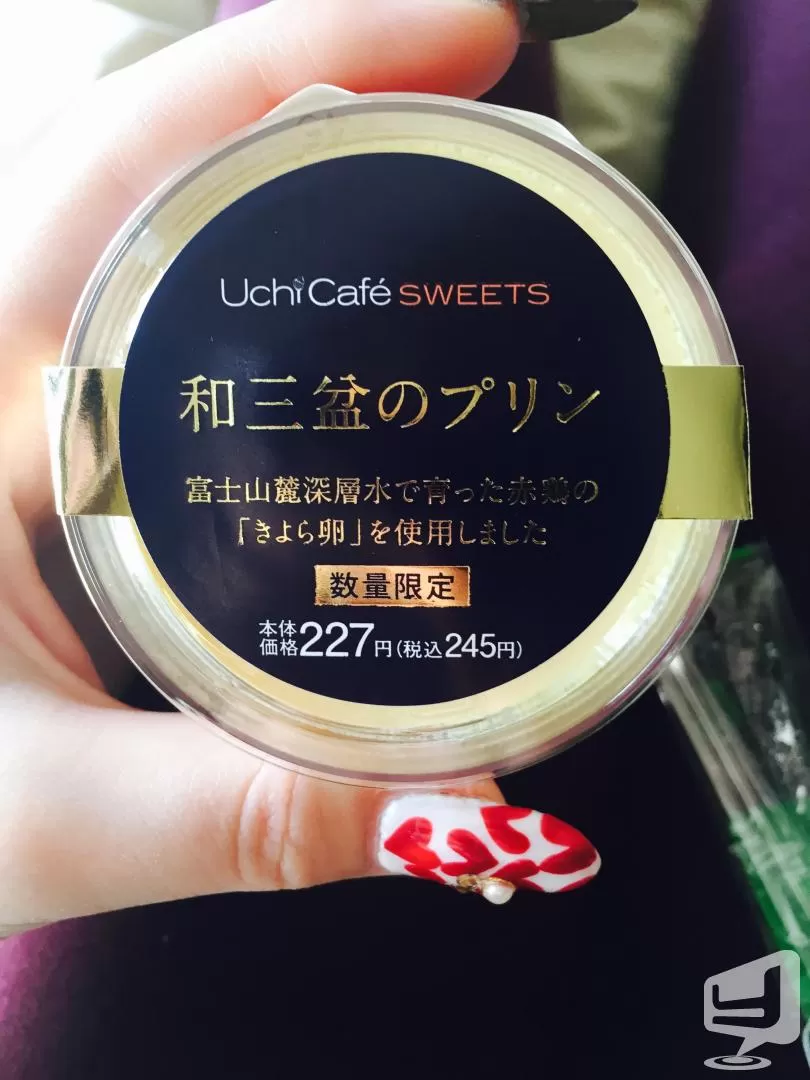 Uchi Café SWEETS
和三盆のプリン
富士山麓深層水で育った赤鶏の
「きよら卵」を使用しました
数量限定
本体
価格227円(税込245円)